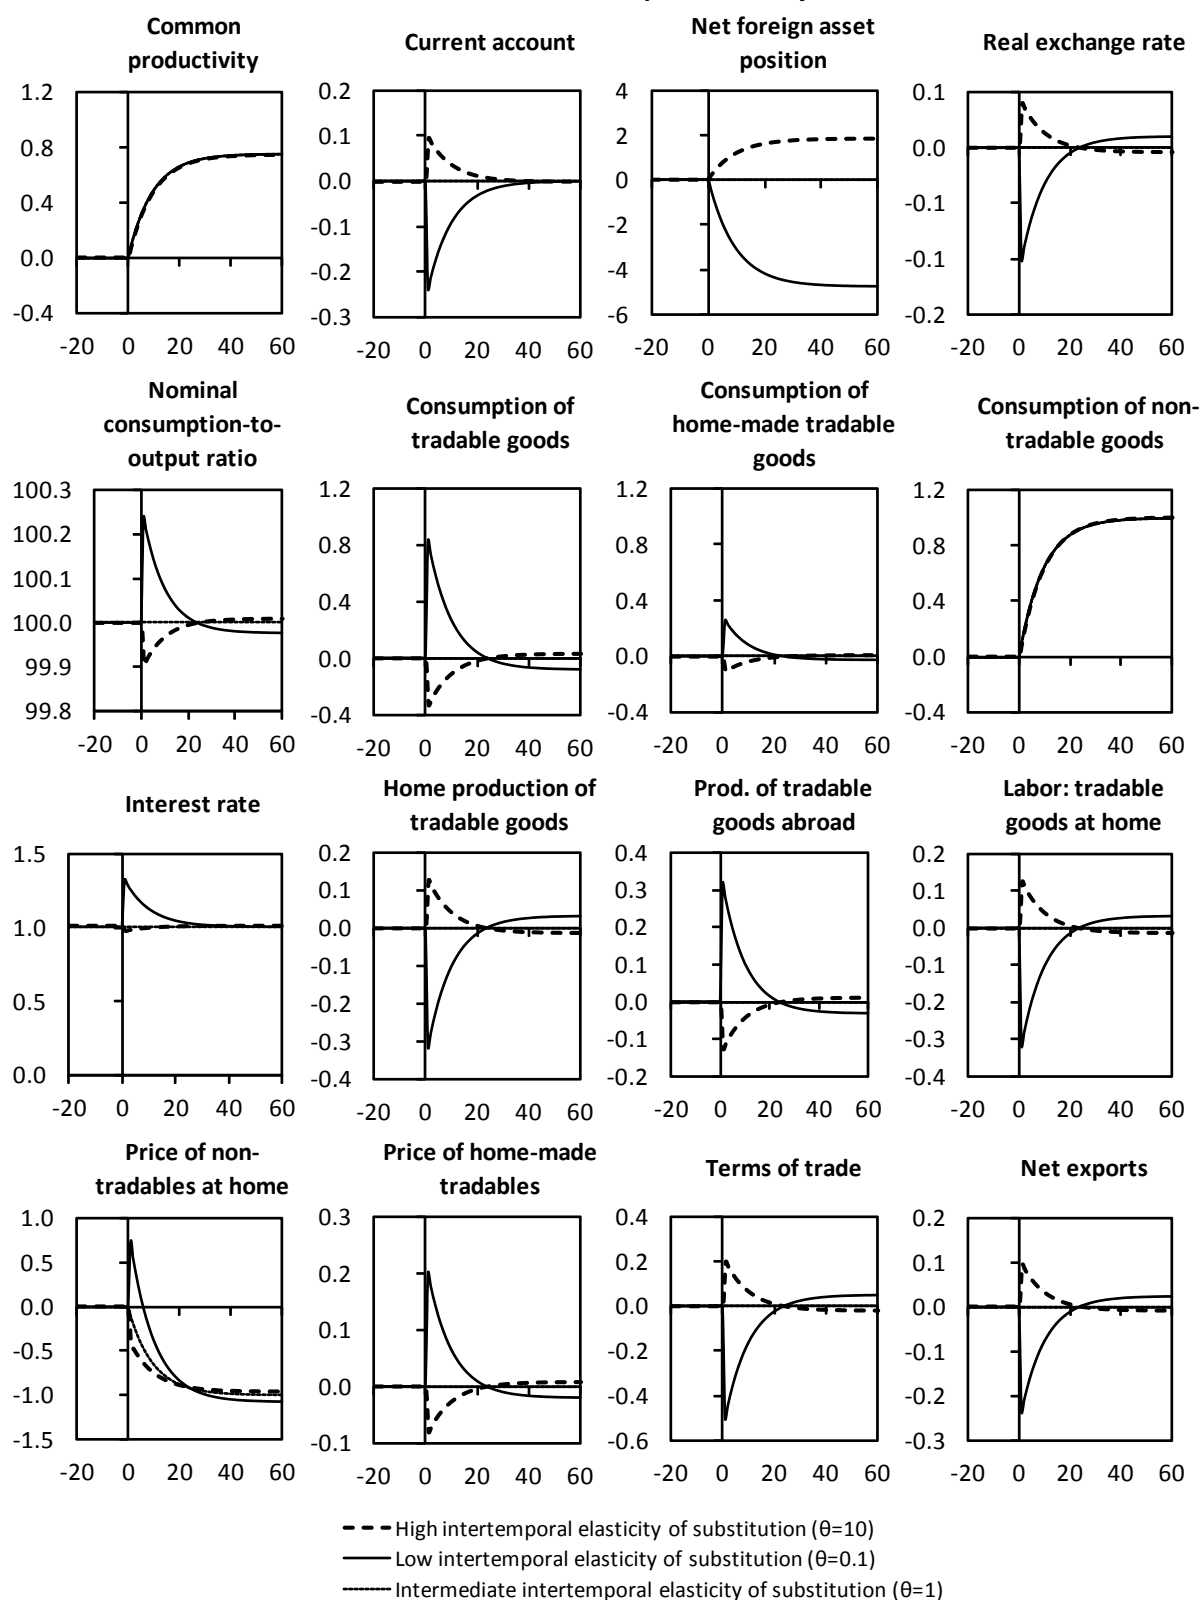 Common
productivity
1.2
0.8
0.4
0.0
-0.4
-20 0 20 40 60
Current account
0.2
0.1
0.0
-0.1
-0.2
-0.3
-20 0 20 40 60
Net foreign asset
position
4
2
0
-2
-4
-6
-20 0 20 40 60
Real exchange rate
0.1
0.0
-0.1
-0.1
-0.2
-20 0 20 40 60
Nominal
consumption-to-
output ratio
100.3
100.2
100.1
100.0
99.9
99.8
-20 0 20 40 60
Consumption of
tradable goods
1.2
0.8
0.4
0.0
-0.4
-20 0 20 40 60
Consumption of
home-made tradable
goods
1.2
0.8
0.4
0.0
-0.4
-20 0 20 40 60
Consumption of non-
tradable goods
1.2
0.8
0.4
0.0
-0.4
-20 0 20 40 60
Interest rate
1.5
1.0
0.5
0.0
-20 0 20 40 60
Home production of
tradable goods
0.2
0.1
0.0
-0.1
-0.2
-0.3
-0.4
-20 0 20 40 60
Prod. of tradable
goods abroad
0.4
0.3
0.2
0.1
0.0
-0.1
-0.2
-20 0 20 40 60
Labor: tradable
goods at home
0.2
0.1
0.0
-0.1
-0.2
-0.3
-0.4
-20 0 20 40 60
Price of non-
tradables at home
1.0
0.5
0.0
-0.5
-1.0
-1.5
-20 0 20 40 60
Price of home-made
tradables
0.3
0.2
0.1
0.0
-0.1
-20 0 20 40 60
Terms of trade
0.4
0.2
0.0
-0.2
-0.4
-0.6
-20 0 20 40 60
Net exports
0.2
0.1
0.0
-0.1
-0.2
-0.3
-20 0 20 40 60
High intertemporal elasticity of substitution (θ=10)
Low intertemporal elasticity of substitution (θ=0.1)
Intermediate intertemporal elasticity of substitution (θ=1)